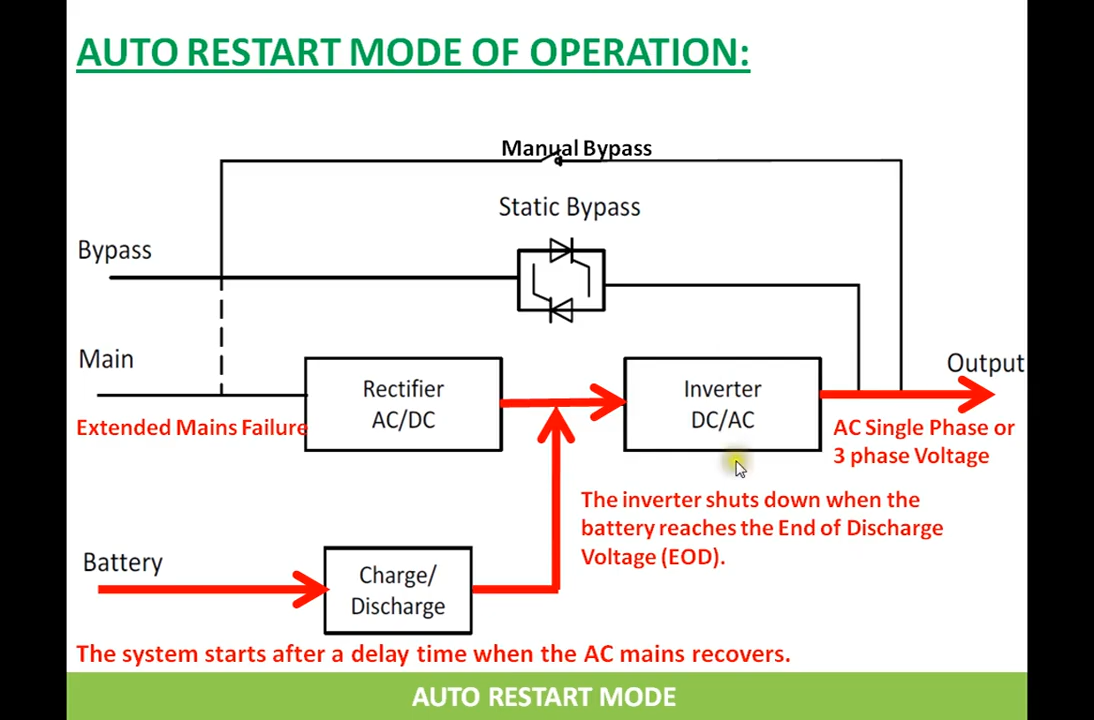 AUTO RESTART MODE OF OPERATION:
Manual Bypass
Static Bypass
Bypass
Main
Output
Rectifier
AC/DC
Inverter
DC/AC
Extended Mains Failure
AC Single Phase or
3 phase Voltage
The inverter shuts down when the
battery reaches the End of Discharge
Voltage (EOD).
Battery
Charge/
Discharge
The system starts after a delay time when the AC mains recovers.
AUTO RESTART MODE